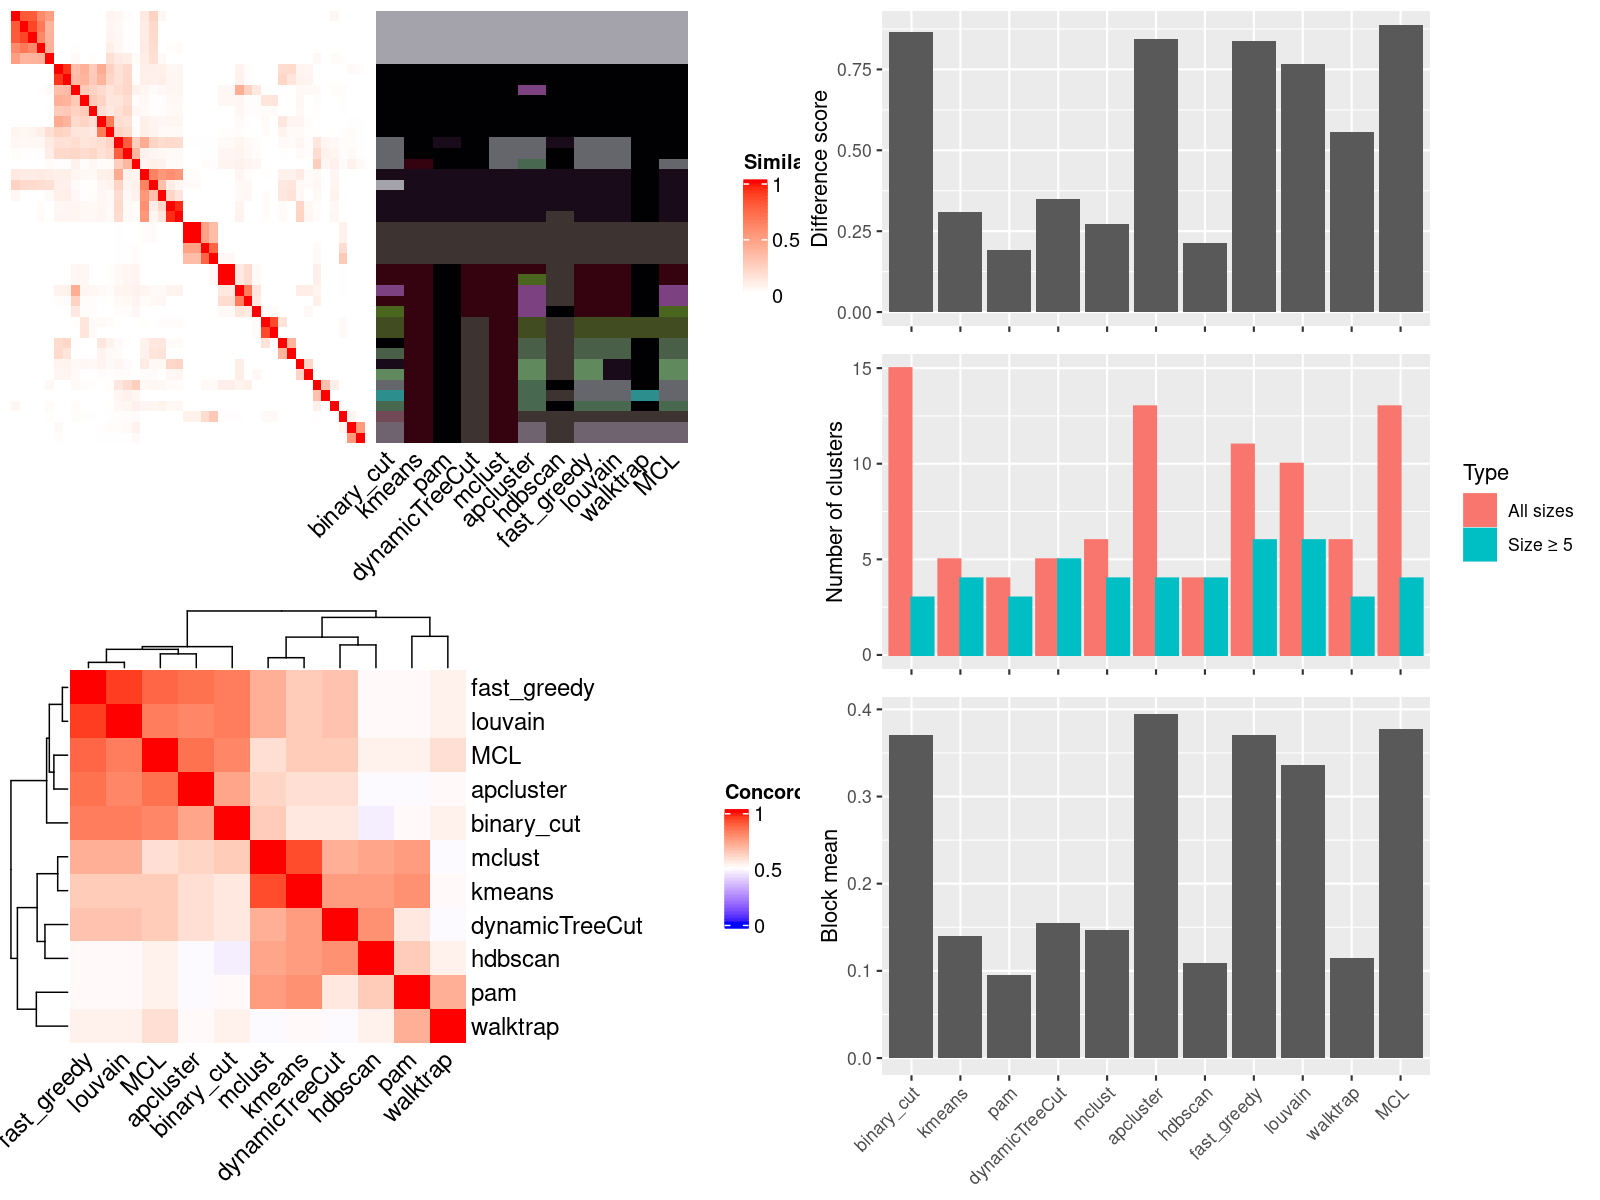 Simila
1
0.5
0
binary_cut
kmeans
pam
dynamicTreeCut
mclust
apcluster
hdbscan
fast_greedy
louvain
walktrap
MCL
fast_greedy
louvain
MCL
apcluster
binary_cut
mclust
kmeans
dynamicTreeCut
hdbscan
pam
walktrap
fast_greedy
louvain
MCL
apcluster
binary_cut
mclust
kmeans
dynamicTreeCut
hdbscan
pam
walktrap
Concord
1
0.5
0
Difference score
0.75
0.50
0.25
0.00
Number of clusters
15
10
5
0
Type
All sizes
Size ≥ 5
Block mean
0.4
0.3
0.2
0.1
0.0
binary_cut
kmeans
pam
dynamicTreeCut
mclust
apcluster
hdbscan
fast_greedy
louvain
walktrap
MCL